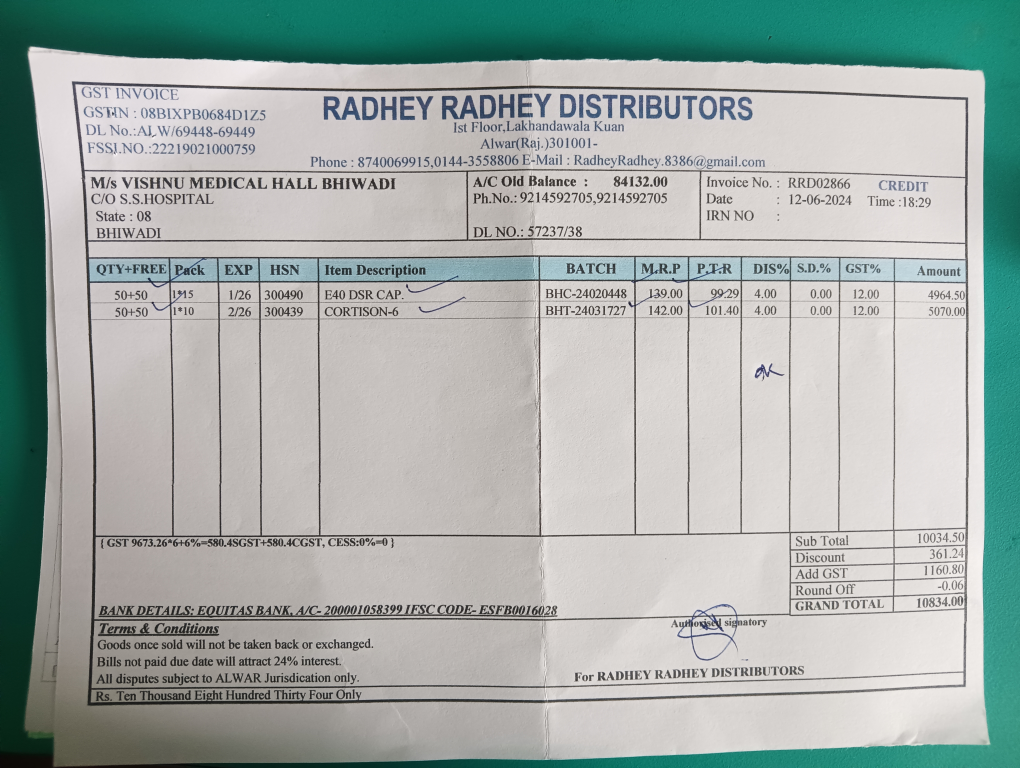 GST INVOICE
GSTIN : 08BIXPB0684D1Z5
DL No.:ALW/69448-69449
FSSJ.NO.:22219021000759
RADHEY RADHEY DISTRIBUTORS
Ist Floor,Lakhandawala Kuan
Alwar(Raj.)301001-
Phone : 8740069915,0144-3558806 E-Mail : RadheyRadhey.8386@gmail.com
M/s VISHNU MEDICAL HALL BHIWADI
C/O S.S.HOSPITAL
State : 08
BHIWADI
A/C Old Balance : 84132.00
Ph.No.: 9214592705,9214592705
DL NO.: 57237/38
Invoice No. : RRD02866 CREDIT
Date : 12-06-2024 Time :18:29
IRN NO :
QTY+FREE Pack EXP HSN Item Description BATCH M.R.P P.T.R DIS% S.D.% GST% Amount
50+50 1*15 1/26 300490 E40 DSR CAP. BHC-24020448 139.00 99.29 4.00 0.00 12.00 4964.50
50+50 1*10 2/26 300439 CORTISON-6 BHT-24031727 142.00 101.40 4.00 0.00 12.00 5070.00
OK
{ GST 9673.26*6+6%=580.4SGST+580.4CGST, CESS:0%=0 }
Sub Total 10034.50
Discount 361.24
Add GST 1160.80
Round Off -0.06
GRAND TOTAL 10834.00
BANK DETAILS: EQUITAS BANK, A/C- 200001058399 IFSC CODE- ESFB0016028
Terms & Conditions
Goods once sold will not be taken back or exchanged.
Bills not paid due date will attract 24% interest.
All disputes subject to ALWAR Jurisdication only.
Rs. Ten Thousand Eight Hundred Thirty Four Only
Authorised signatory
For RADHEY RADHEY DISTRIBUTORS